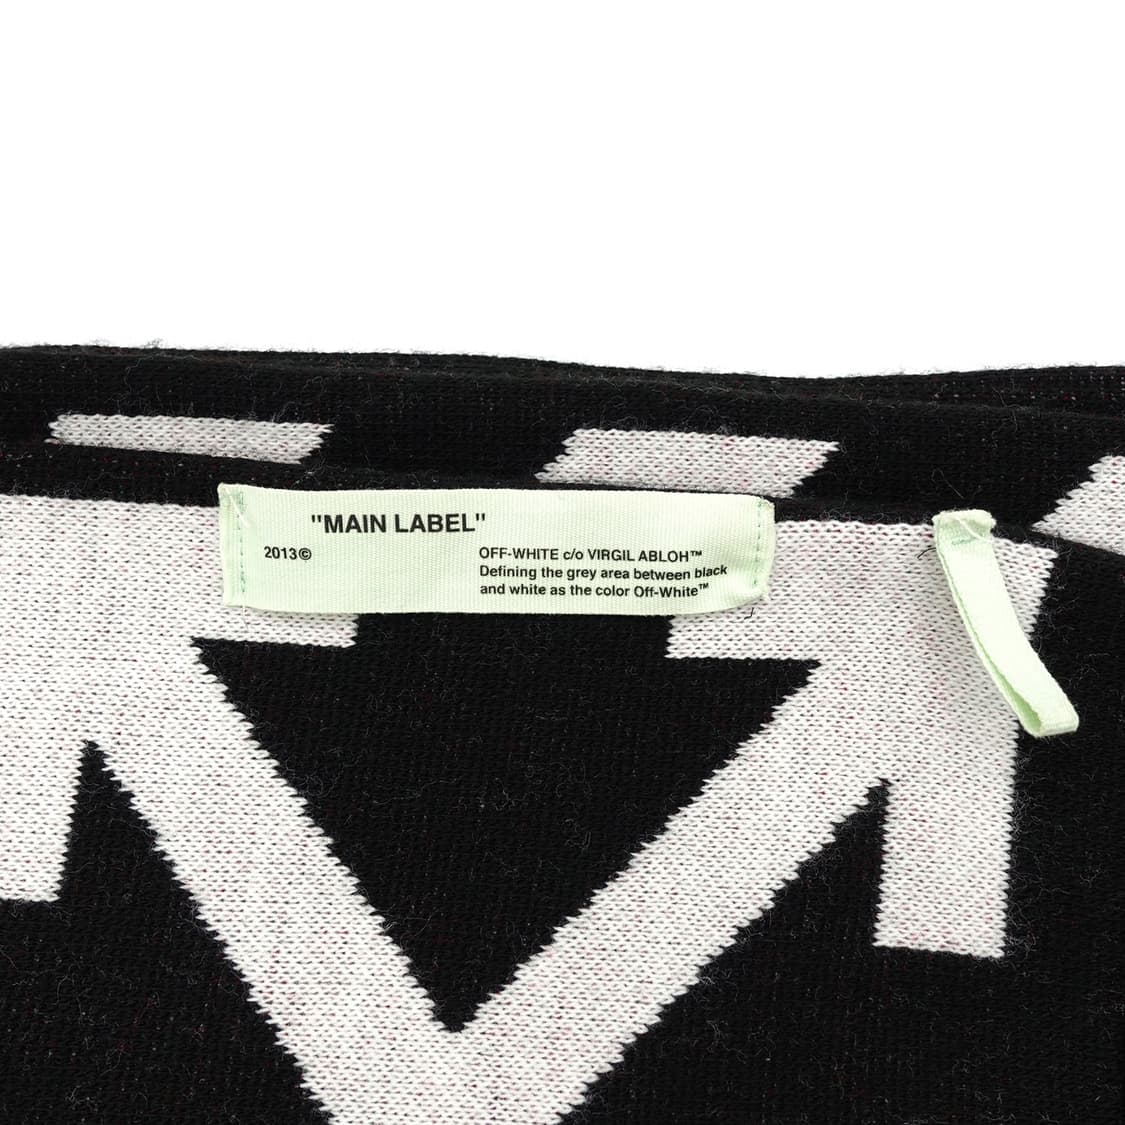 "MAIN LABEL"
2013©
OFF-WHITE c/o VIRGIL ABLOH™
Defining the grey area between black
and white as the color Off-White™